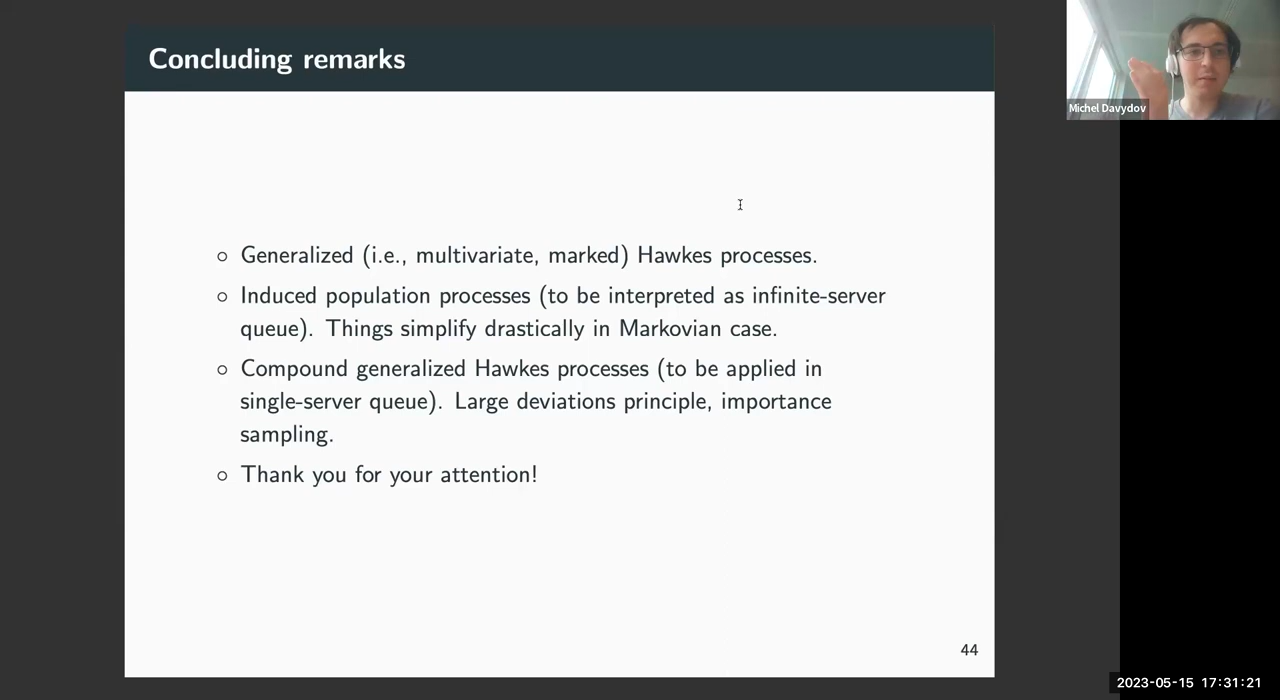 Concluding remarks
Michel Davydov
○ Generalized (i.e., multivariate, marked) Hawkes processes.
○ Induced population processes (to be interpreted as infinite-server
queue). Things simplify drastically in Markovian case.
○ Compound generalized Hawkes processes (to be applied in
single-server queue). Large deviations principle, importance
sampling.
○ Thank you for your attention!
44
2023-05-15 17:31:21